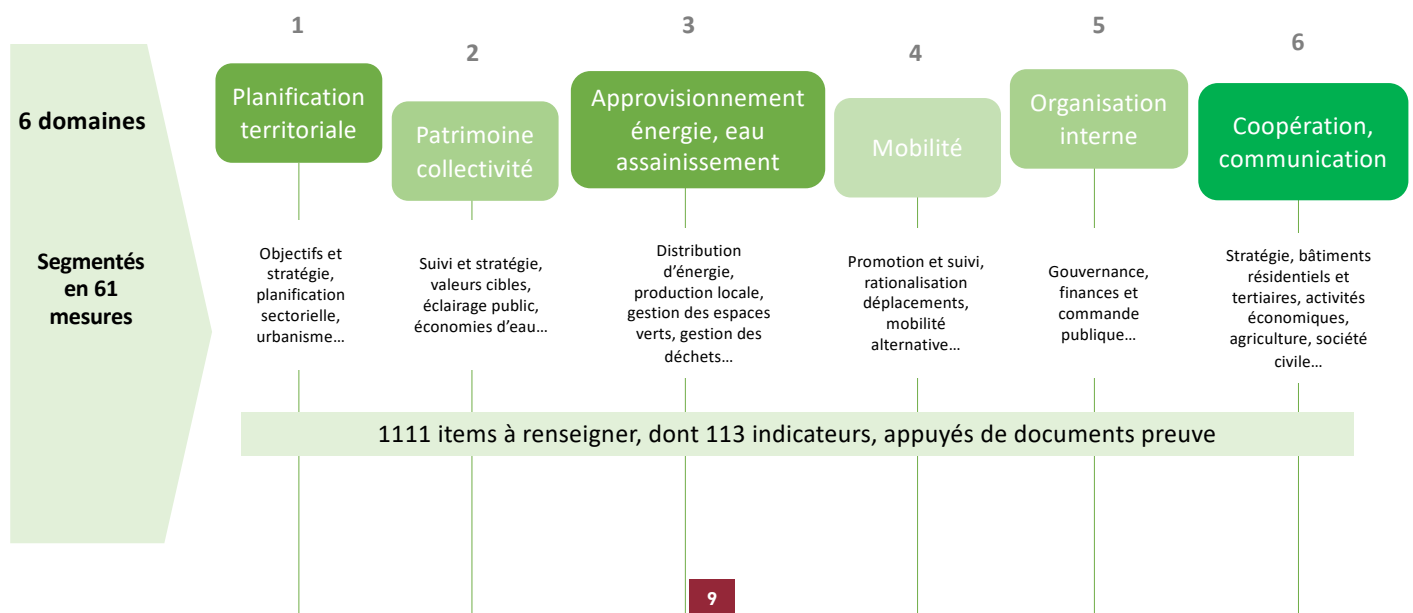 6 domaines
Segmentés
en 61
mesures
1
Planification
territoriale
Objectifs et
stratégie,
planification
sectorielle,
urbanisme…
2
Patrimoine
collectivité
Suivi et stratégie,
valeurs cibles,
éclairage public,
économies d’eau…
3
Approvisionnement
énergie, eau
assainissement
Distribution
d’énergie,
production locale,
gestion des espaces
verts, gestion des
déchets…
4
Mobilité
Promotion et suivi,
rationalisation
déplacements,
mobilité
alternative…
5
Organisation
interne
Gouvernance,
finances et
commande
publique…
6
Coopération,
communication
Stratégie, bâtiments
résidentiels et
tertiaires, activités
économiques,
agriculture, société
civile…
1111 items à renseigner, dont 113 indicateurs, appuyés de documents preuve
9